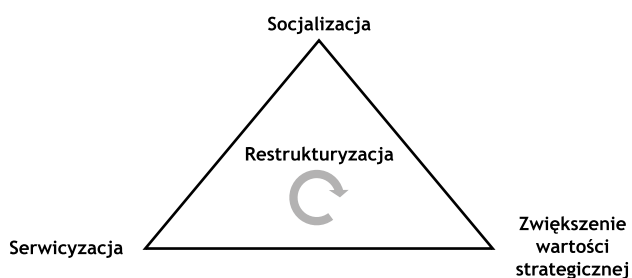 Socjalizacja
Restrukturyzacja
Serwicyzacja
Zwiększenie
wartości
strategicznej